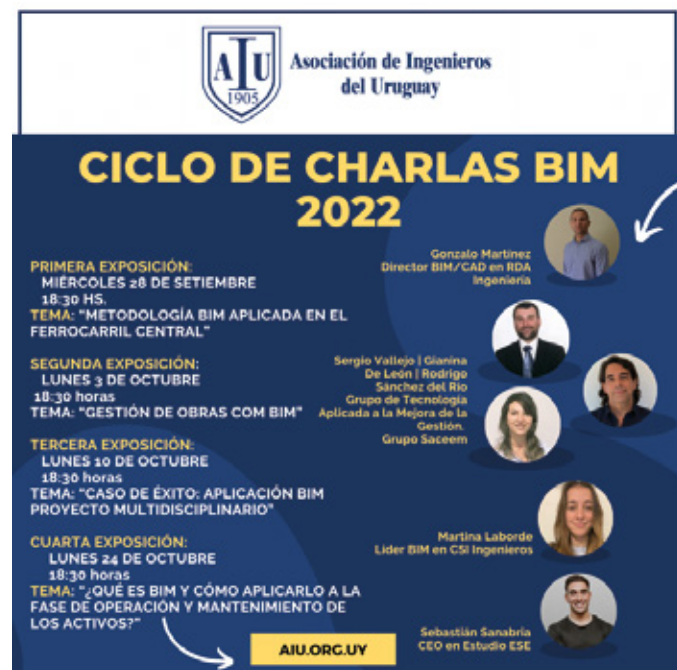 AIU
1905
Asociación de Ingenieros
del Uruguay
CICLO DE CHARLAS BIM
2022
PRIMERA EXPOSICIÓN:
MIÉRCOLES 28 DE SETIEMBRE
18:30 HS.
TEMA: "METODOLOGÍA BIM APLICADA EN EL
FERROCARRIL CENTRAL"
Gonzalo Martínez
Director BIM/CAD en RDA
Ingeniería
SEGUNDA EXPOSICIÓN:
LUNES 3 DE OCTUBRE
18:30 horas
TEMA: "GESTIÓN DE OBRAS COM BIM"
Sergio Vallejo | Gianina
De León | Rodrigo
Sánchez del Río
Grupo de Tecnología
Aplicada a la Mejora de la
Gestión.
Grupo Saceem
TERCERA EXPOSICIÓN:
LUNES 10 DE OCTUBRE
18:30 horas
TEMA: "CASO DE ÉXITO: APLICACIÓN BIM
PROYECTO MULTIDISCIPLINARIO"
Martina Laborde
Líder BIM en CSI Ingenieros
CUARTA EXPOSICIÓN:
LUNES 24 DE OCTUBRE
18:30 horas
TEMA: "¿QUÉ ES BIM Y CÓMO APLICARLO A LA
FASE DE OPERACIÓN Y MANTENIMIENTO DE
LOS ACTIVOS?"
Sebastián Sanabria
CEO en Estudio ESE
AIU.ORG.UY